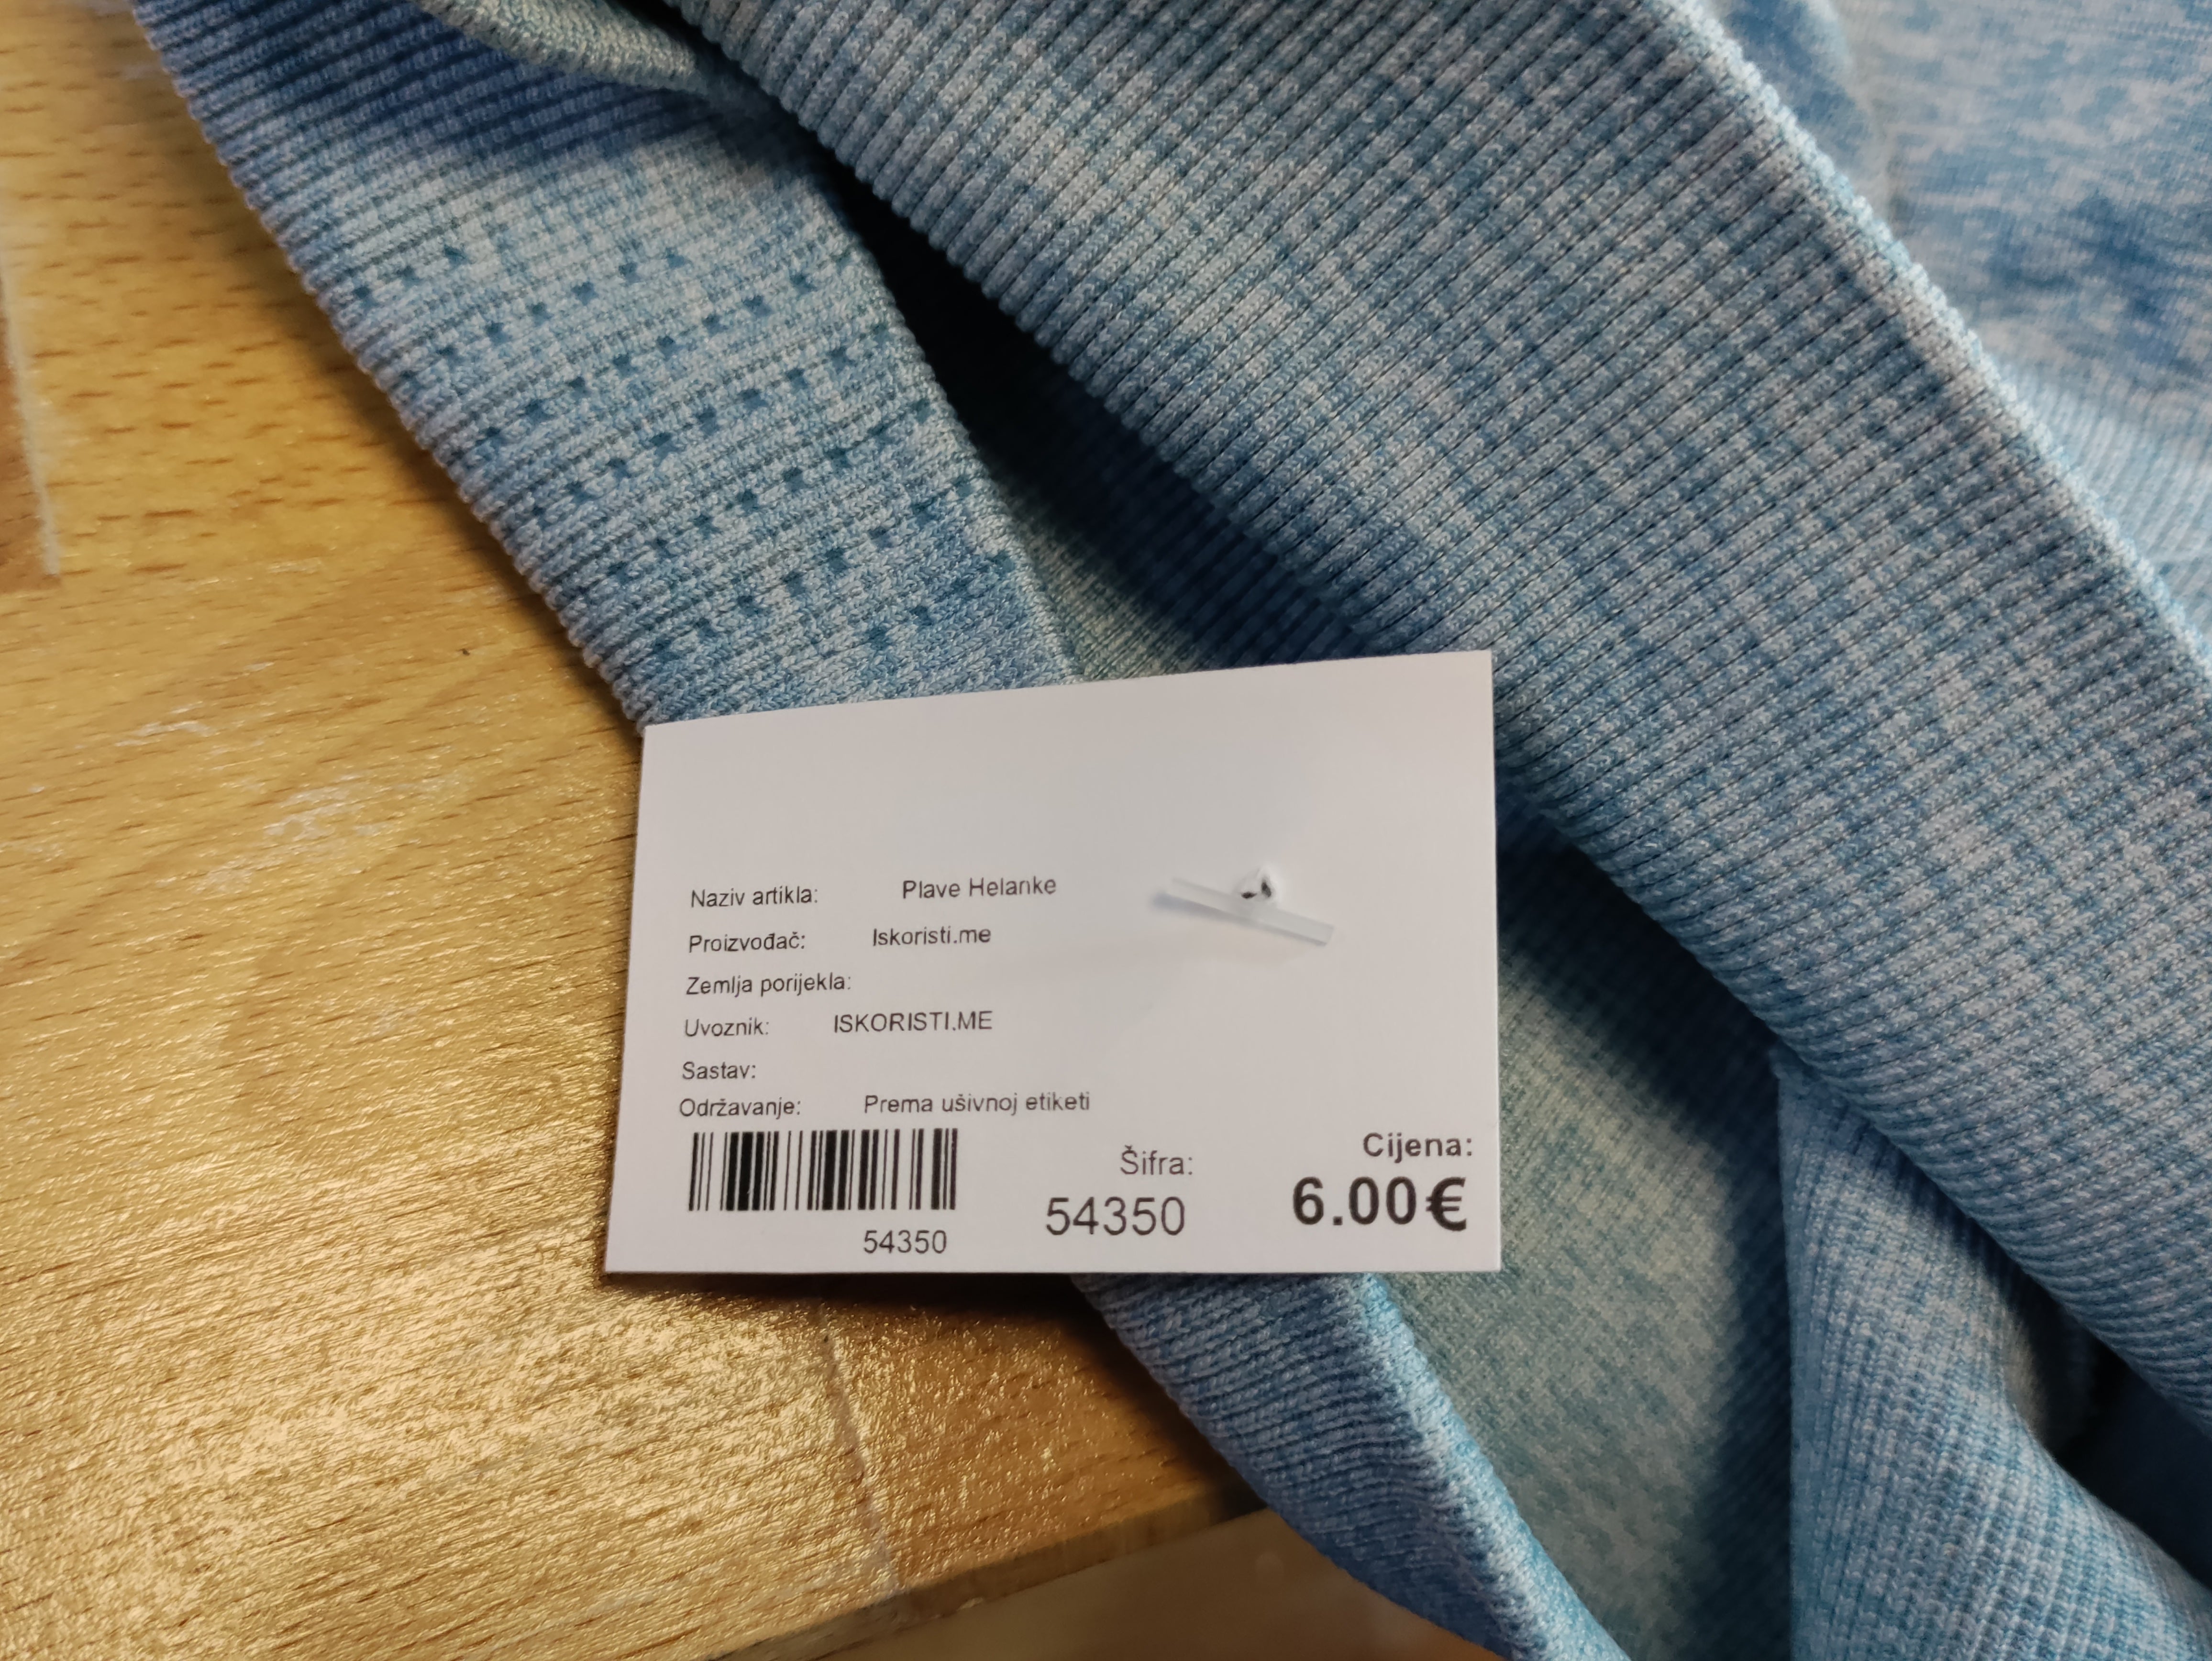 Naziv artikla: Plave Helanke
Proizvođač: Iskoristi.me
Zemlja porijekla:
Uvoznik: ISKORISTI.ME
Sastav:
Održavanje: Prema ušivnoj etiketi
54350
Šifra:
54350
Cijena:
6.00€